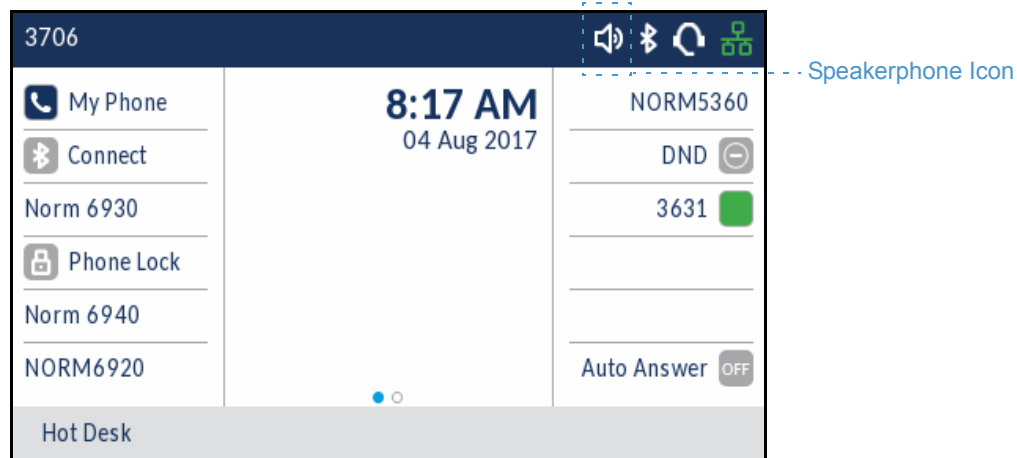 3706
Speakerphone Icon
My Phone
8:17 AM
NORM5360
04 Aug 2017
Connect
DND
Norm 6930
3631
Phone Lock
Norm 6940
NORM6920
Auto Answer OFF
Hot Desk